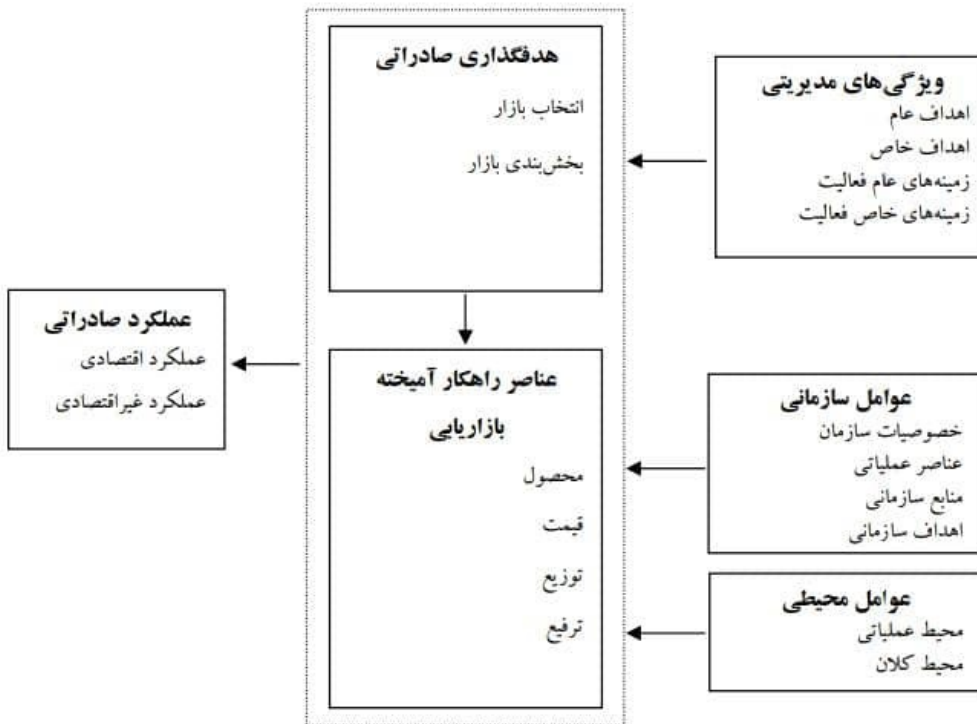 هدفگذاری صادراتی
انتخاب بازار
بخش‌بندی بازار
ویژگی‌های مدیریتی
اهداف عام
اهداف خاص
زمینه‌های عام فعالیت
زمینه‌های خاص فعالیت
عملکرد صادراتی
عملکرد اقتصادی
عملکرد غیراقتصادی
عناصر راهکار آمیخته
بازاریابی
محصول
قیمت
توزیع
ترفیع
عوامل سازمانی
خصوصیات سازمان
عناصر عملیاتی
منابع سازمانی
اهداف سازمانی
عوامل محیطی
محیط عملیاتی
محیط کلان